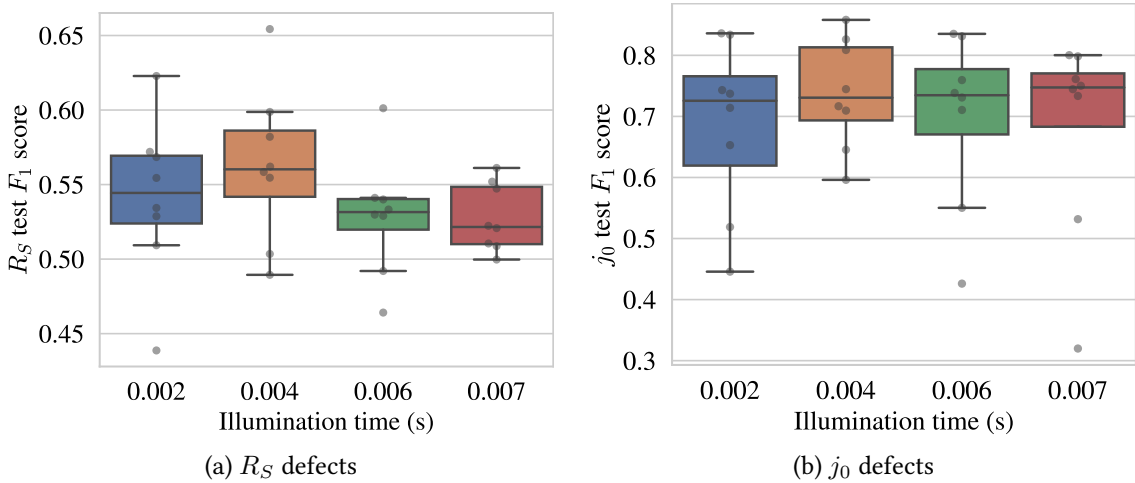 R_S test F_1 score
0.65
0.60
0.55
0.50
0.45
0.002 0.004 0.006 0.007
Illumination time (s)
(a) R_S defects
j_0 test F_1 score
0.8
0.7
0.6
0.5
0.4
0.3
0.002 0.004 0.006 0.007
Illumination time (s)
(b) j_0 defects